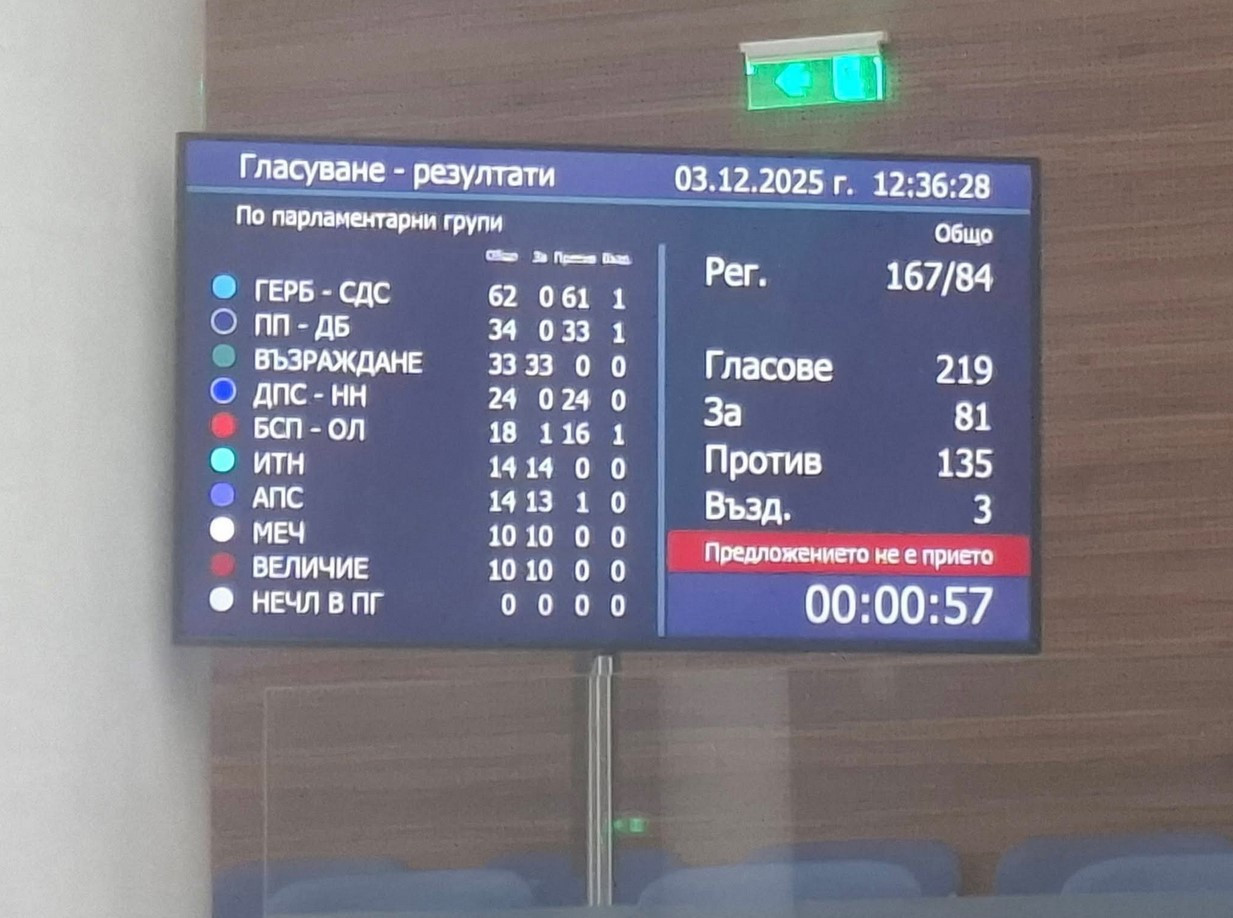 Гласуване - резултати 03.12.2025 г. 12:36:28
По парламентарни групи
Общо За Против Възд.
ГЕРБ - СДС 62 0 61 1
ПП - ДБ 34 0 33 1
ВЪЗРАЖДАНЕ 33 33 0 0
ДПС - НН 24 0 24 0
БСП - ОЛ 18 1 16 1
ИТН 14 14 0 0
АПС 14 13 1 0
МЕЧ 10 10 0 0
ВЕЛИЧИЕ 10 10 0 0
НЕЧЛ В ПГ 0 0 0 0
Общо
Рег. 167/84
Гласове 219
За 81
Против 135
Възд. 3
Предложението не е прието
00:00:57